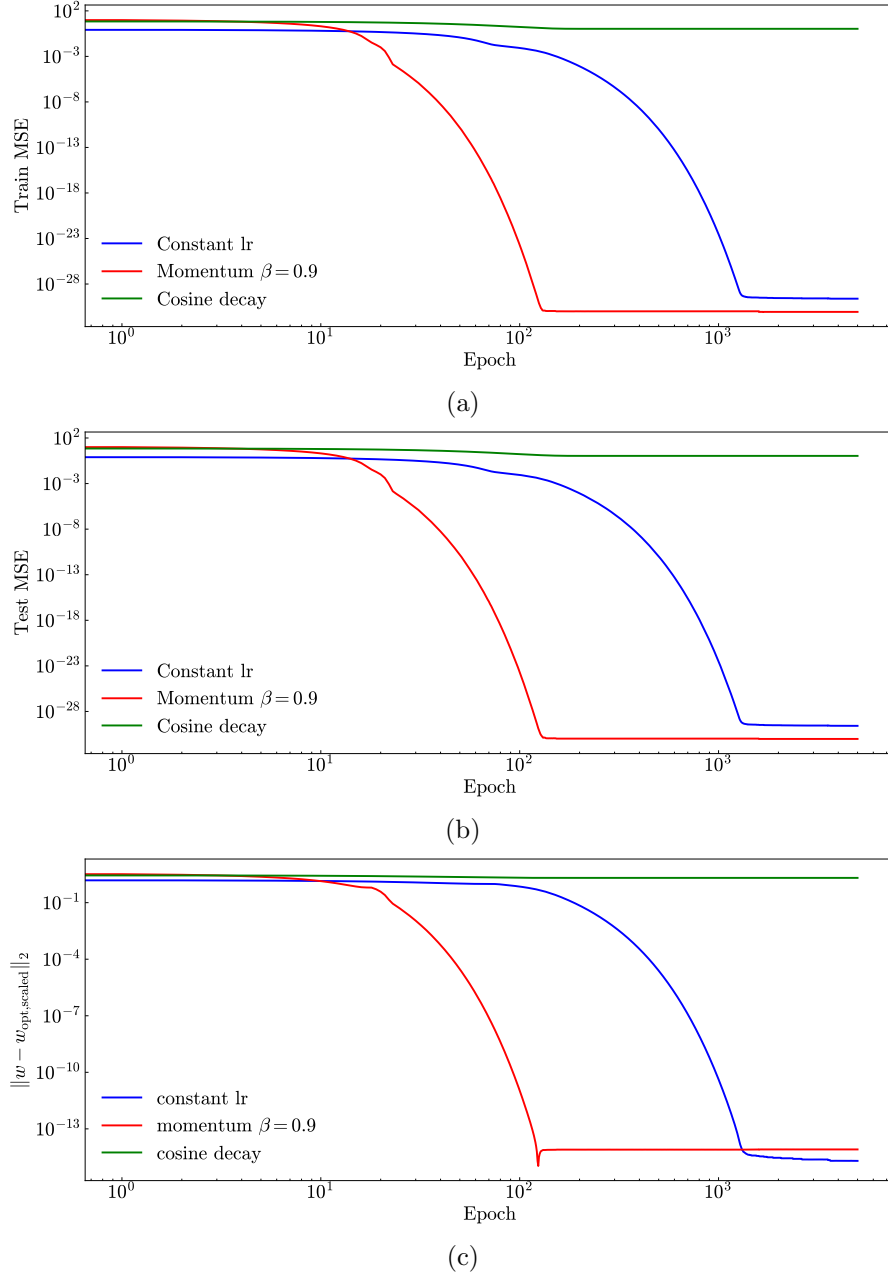 10^2
10^{-3}
10^{-8}
10^{-13}
10^{-18}
10^{-23}
10^{-28}
Train MSE
Constant lr
Momentum β = 0.9
Cosine decay
10^0 10^1 10^2 10^3
Epoch
(a)
10^2
10^{-3}
10^{-8}
10^{-13}
10^{-18}
10^{-23}
10^{-28}
Test MSE
Constant lr
Momentum β = 0.9
Cosine decay
10^0 10^1 10^2 10^3
Epoch
(b)
10^{-1}
10^{-4}
10^{-7}
10^{-10}
10^{-13}
||w − w_{opt,scaled}||_2
constant lr
momentum β = 0.9
cosine decay
10^0 10^1 10^2 10^3
Epoch
(c)